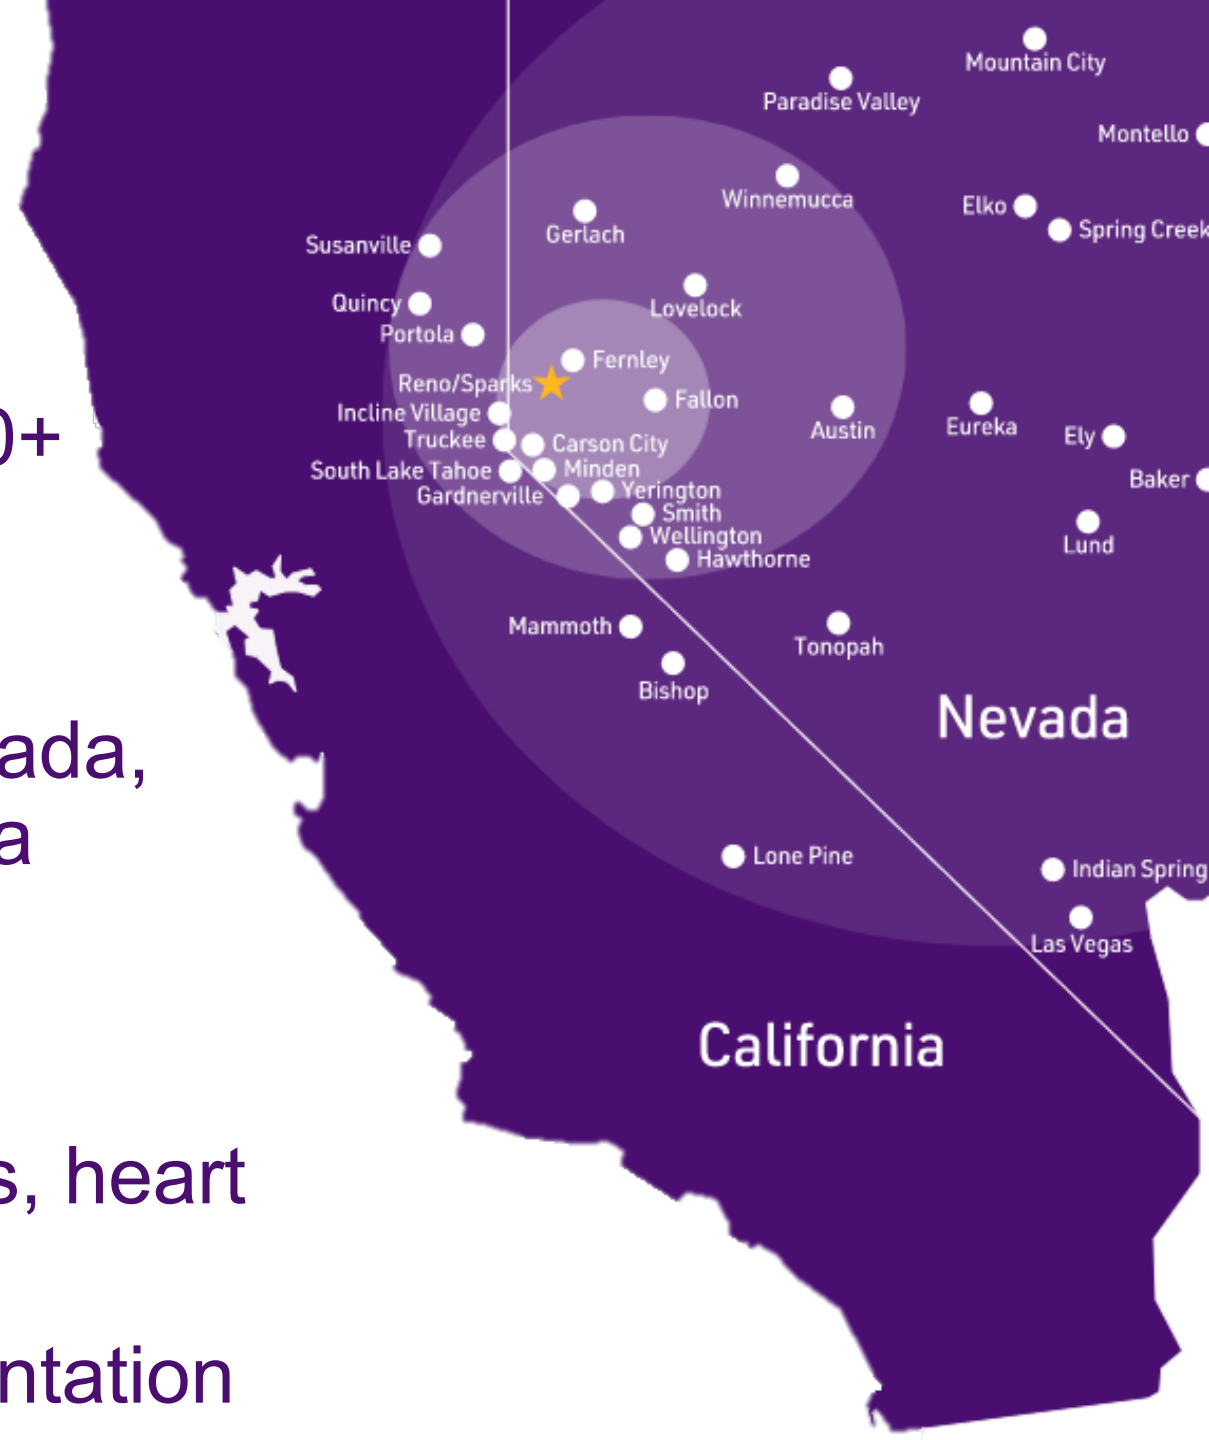 Mountain City
Paradise Valley
Montello
Winnemucca
Elko
Spring Creek
Gerlach
Susanville
Quincy
Lovelock
Portola
Fernley
Reno/Sparks
Fallon
Incline Village
Austin
Eureka
Truckee
Carson City
Ely
South Lake Tahoe
Minden
Baker
Gardnerville
Yerington
Smith
Wellington
Lund
Hawthorne
Mammoth
Tonopah
Bishop
Nevada
Lone Pine
Indian Spring
Las Vegas
California
0+
ada,
a
s, heart
ntation